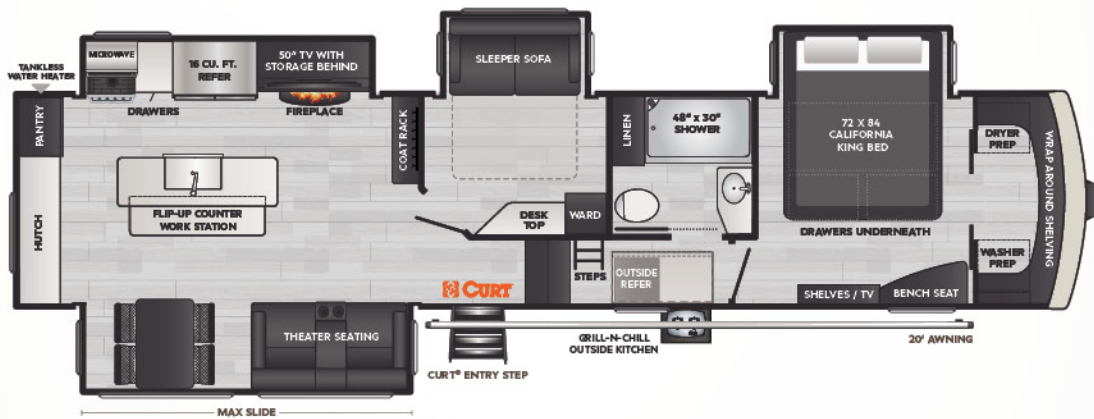 MICROWAVE
16 CU. FT.
REFER
50" TV WITH
STORAGE BEHIND
SLEEPER SOFA
TANKLESS
WATER HEATER
DRAWERS
FIREPLACE
PANTRY
COAT RACK
LINEN
48" x 30"
SHOWER
72 X 84
CALIFORNIA
KING BED
DRYER
PREP
WRAP AROUND SHELVING
HUTCH
FLIP-UP COUNTER
WORK STATION
DESK
TOP
WARD
DRAWERS UNDERNEATH
WASHER
PREP
STEPS
OUTSIDE
REFER
CURT
SHELVES / TV
BENCH SEAT
THEATER SEATING
GRILL-N-CHILL
OUTSIDE KITCHEN
20' AWNING
CURT® ENTRY STEP
MAX SLIDE